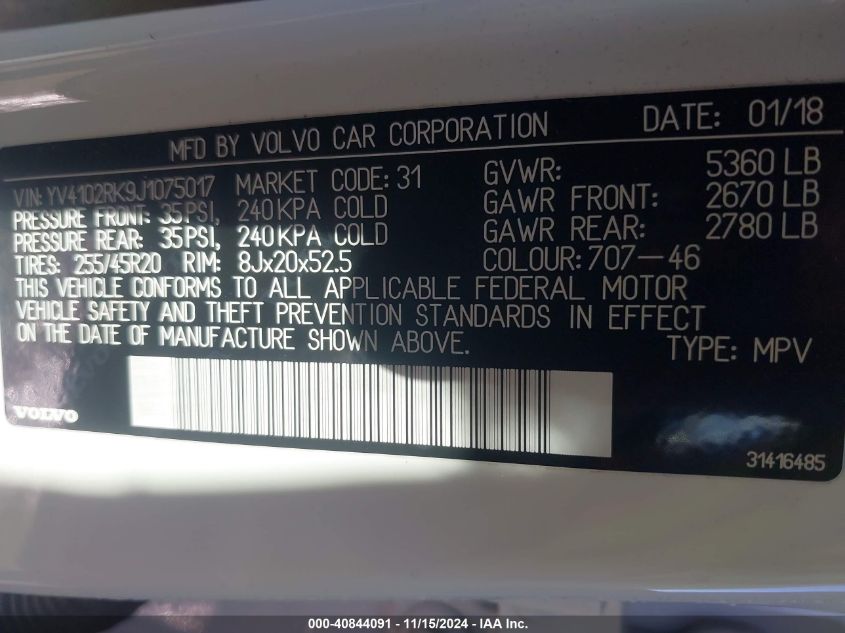 MFD BY VOLVO CAR CORPORATION DATE: 01/18
VIN: YV4102RK9J1075017 MARKET CODE: 31 GVWR: 5360 LB
PRESSURE FRONT: 35PSI, 240KPA COLD GAWR FRONT: 2670 LB
PRESSURE REAR: 35PSI, 240KPA COLD GAWR REAR: 2780 LB
TIRES: 255/45R20 RIM: 8Jx20x52.5 COLOUR: 707-46
THIS VEHICLE CONFORMS TO ALL APPLICABLE FEDERAL MOTOR
VEHICLE SAFETY AND THEFT PREVENTION STANDARDS IN EFFECT
ON THE DATE OF MANUFACTURE SHOWN ABOVE. TYPE: MPV
VOLVO
31416485
000-40844091 - 11/15/2024 - IAA Inc.